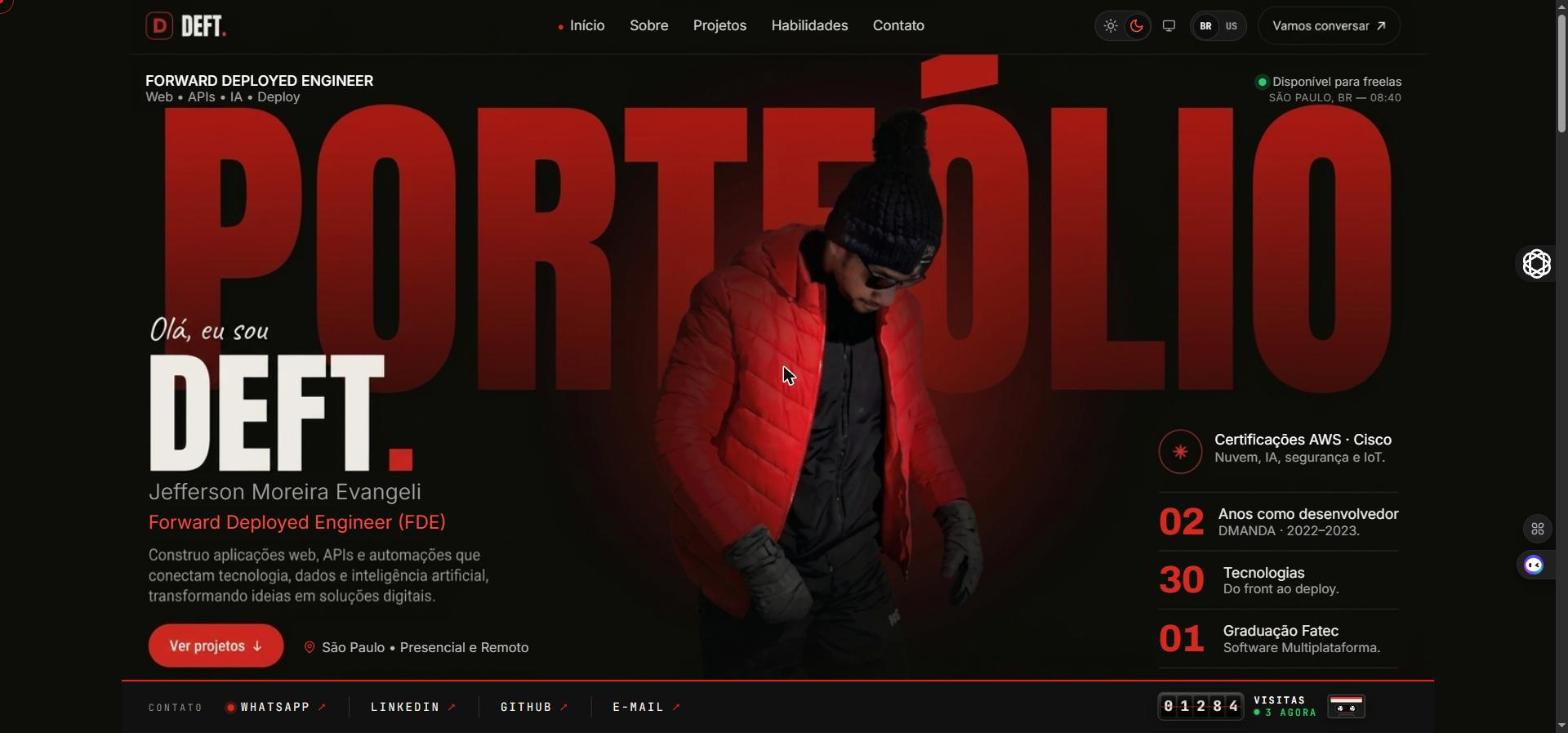 D DEFT.
Início Sobre Projetos Habilidades Contato
BR US
Vamos conversar ↗
FORWARD DEPLOYED ENGINEER
Web • APIs • IA • Deploy
Disponível para freelas
SÃO PAULO, BR — 08:40
PORTFÓLIO
Olá, eu sou
DEFT.
Jefferson Moreira Evangeli
Forward Deployed Engineer (FDE)
Construo aplicações web, APIs e automações que
conectam tecnologia, dados e inteligência artificial,
transformando ideias em soluções digitais.
Ver projetos ↓
São Paulo • Presencial e Remoto
Certificações AWS · Cisco
Nuvem, IA, segurança e IoT.
02 Anos como desenvolvedor
DMANDA · 2022–2023.
30 Tecnologias
Do front ao deploy.
01 Graduação Fatec
Software Multiplataforma.
CONTATO WHATSAPP ↗ LINKEDIN ↗ GITHUB ↗ E-MAIL ↗
01284
VISITAS
3 AGORA